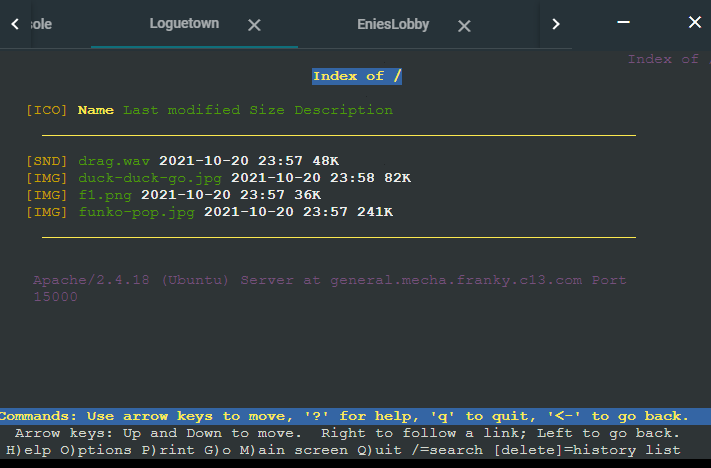 sole Loguetown EniesLobby
Index of /
Index of /
[ICO] Name Last modified Size Description
[SND] drag.wav 2021-10-20 23:57 48K
[IMG] duck-duck-go.jpg 2021-10-20 23:58 82K
[IMG] f1.png 2021-10-20 23:57 36K
[IMG] funko-pop.jpg 2021-10-20 23:57 241K
Apache/2.4.18 (Ubuntu) Server at general.mecha.franky.c13.com Port
15000
Commands: Use arrow keys to move, '?' for help, 'q' to quit, '<-' to go back.
Arrow keys: Up and Down to move. Right to follow a link; Left to go back.
H)elp O)ptions P)rint G)o M)ain screen Q)uit /=search [delete]=history list